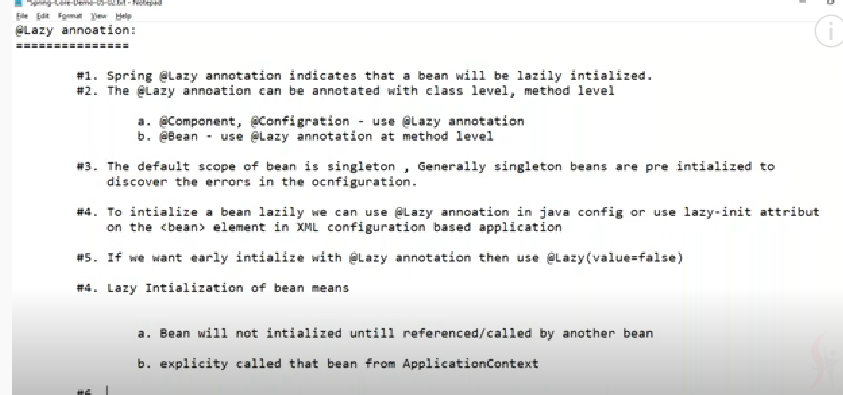 *Spring-Core-Demo-05-02.txt - Notepad
File Edit Format View Help
@Lazy annoation:
===============
#1. Spring @Lazy annotation indicates that a bean will be lazily intialized.
#2. The @Lazy annoation can be annotated with class level, method level
a. @Component, @Configration - use @Lazy annotation
b. @Bean - use @Lazy annotation at method level
#3. The default scope of bean is singleton , Generally singleton beans are pre intialized to
discover the errors in the ocnfiguration.
#4. To intialize a bean lazily we can use @Lazy annoation in java config or use lazy-init attribut
on the <bean> element in XML configuration based application
#5. If we want early intialize with @Lazy annotation then use @Lazy(value=false)
#4. Lazy Intialization of bean means
a. Bean will not intialized untill referenced/called by another bean
b. explicity called that bean from ApplicationContext
#6.